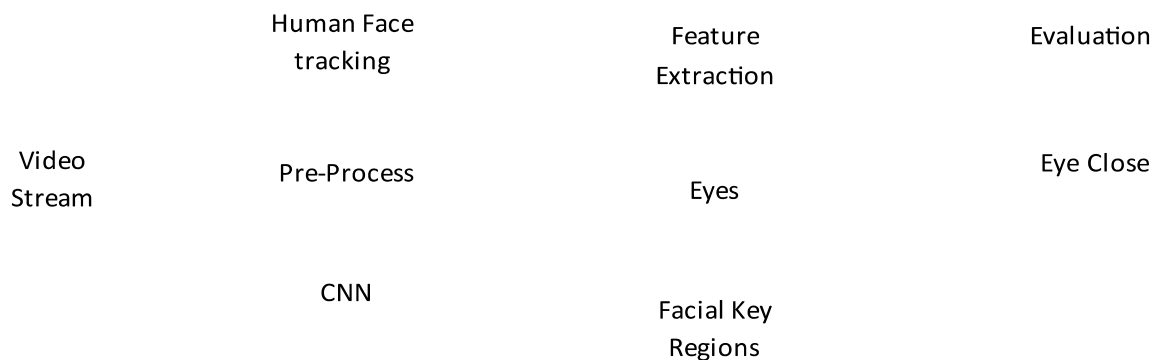 Human Face
tracking
Feature
Extraction
Evaluation
Video
Stream
Pre-Process
Eyes
Eye Close
CNN
Facial Key
Regions